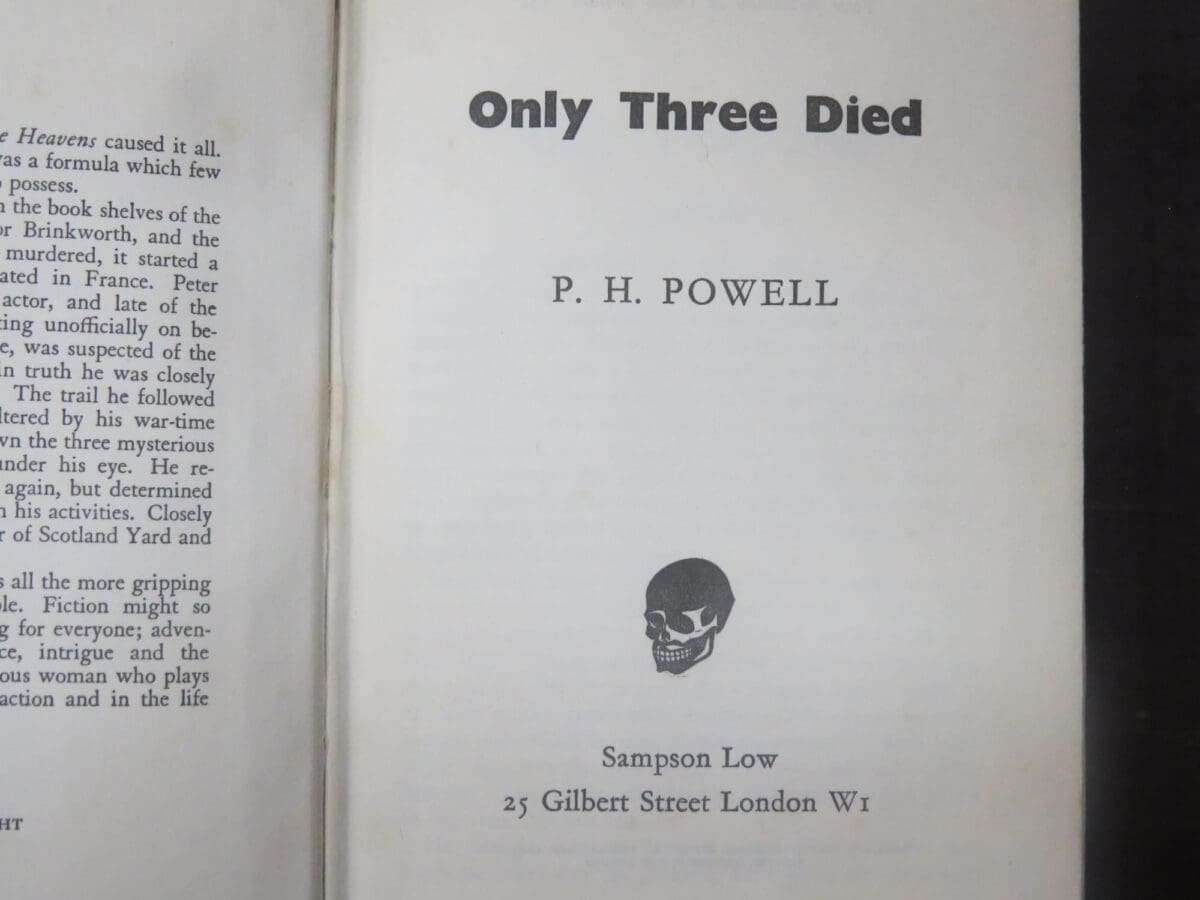 e Heavens caused it all.
was a formula which few
possess.
the book shelves of the
or Brinkworth, and the
murdered, it started a
ated in France. Peter
actor, and late of the
ting unofficially on be-
e, was suspected of the
in truth he was closely
The trail he followed
ltered by his war-time
wn the three mysterious
under his eye. He re-
again, but determined
his activities. Closely
r of Scotland Yard and
s all the more gripping
ble. Fiction might so
g for everyone; adven-
ce, intrigue and the
ous woman who plays
action and in the life
HT
Only Three Died
P. H. POWELL
Sampson Low
25 Gilbert Street London W1